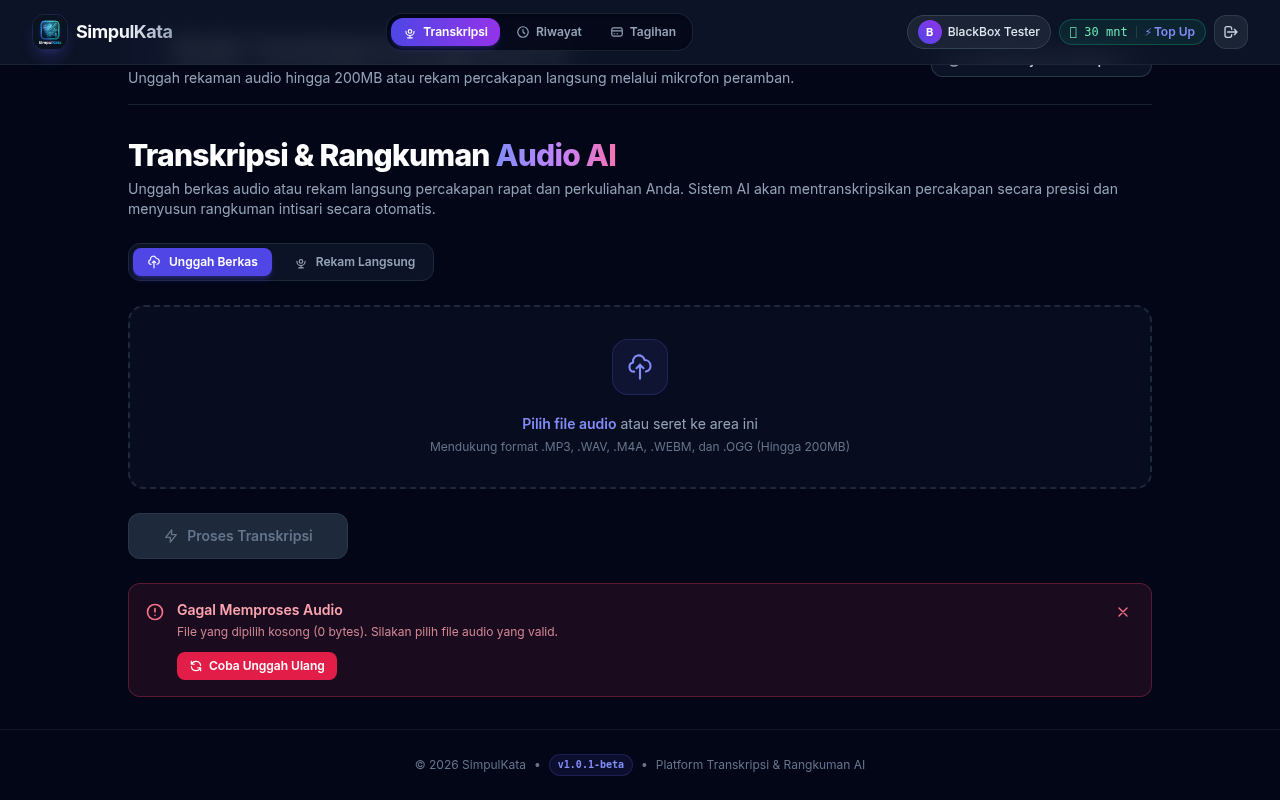 SimpulKata
Transkripsi
Riwayat
Tagihan
B
BlackBox Tester
30 mnt
Top Up
Unggah rekaman audio hingga 200MB atau rekam percakapan langsung melalui mikrofon peramban.
Transkripsi & Rangkuman Audio AI
Unggah berkas audio atau rekam langsung percakapan rapat dan perkuliahan Anda. Sistem AI akan mentranskripsikan percakapan secara presisi dan
menyusun rangkuman intisari secara otomatis.
Unggah Berkas
Rekam Langsung
Pilih file audio atau seret ke area ini
Mendukung format .MP3, .WAV, .M4A, .WEBM, dan .OGG (Hingga 200MB)
Proses Transkripsi
Gagal Memproses Audio
File yang dipilih kosong (0 bytes). Silakan pilih file audio yang valid.
Coba Unggah Ulang
© 2026 SimpulKata • v1.0.1-beta • Platform Transkripsi & Rangkuman AI